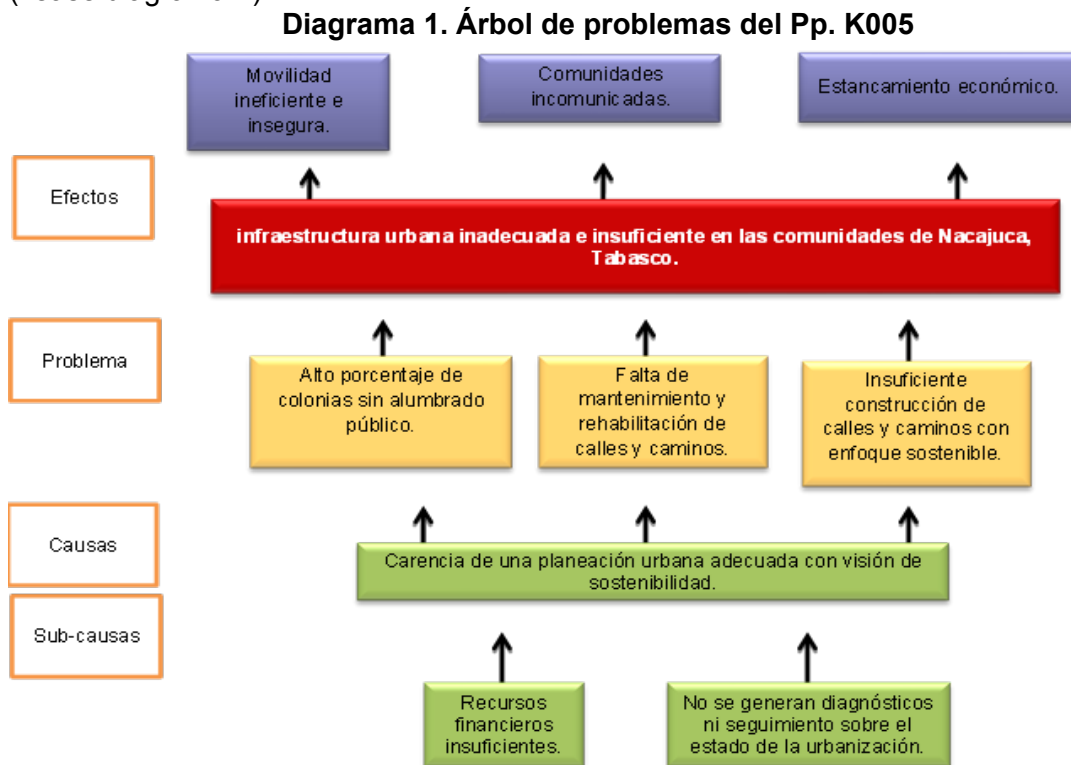 Diagrama 1. Árbol de problemas del Pp. K005
Movilidad
ineficiente e
insegura.
Comunidades
incomunicadas.
Estancamiento económico.
Efectos
infraestructura urbana inadecuada e insuficiente en las comunidades de Nacajuca,
Tabasco.
Problema
Alto porcentaje de
colonias sin alumbrado
público.
Falta de
mantenimiento y
rehabilitación de
calles y caminos.
Insuficiente
construcción de
calles y caminos con
enfoque sostenible.
Causas
Carencia de una planeación urbana adecuada con visión de
sostenibilidad.
Sub-causas
Recursos
financieros
insuficientes.
No se generan diagnósticos
ni seguimiento sobre el
estado de la urbanización.